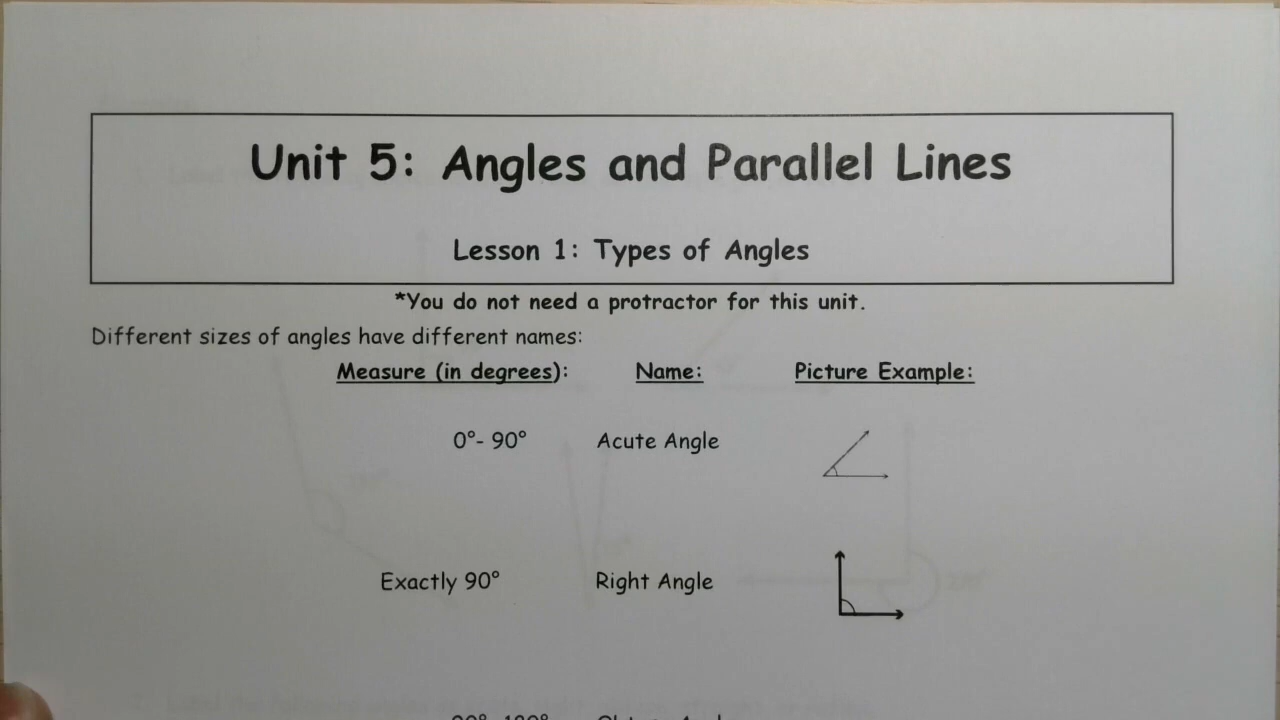 Unit 5: Angles and Parallel Lines
Lesson 1: Types of Angles
*You do not need a protractor for this unit.
Different sizes of angles have different names:
Measure (in degrees): Name: Picture Example:
0°- 90° Acute Angle
Exactly 90° Right Angle